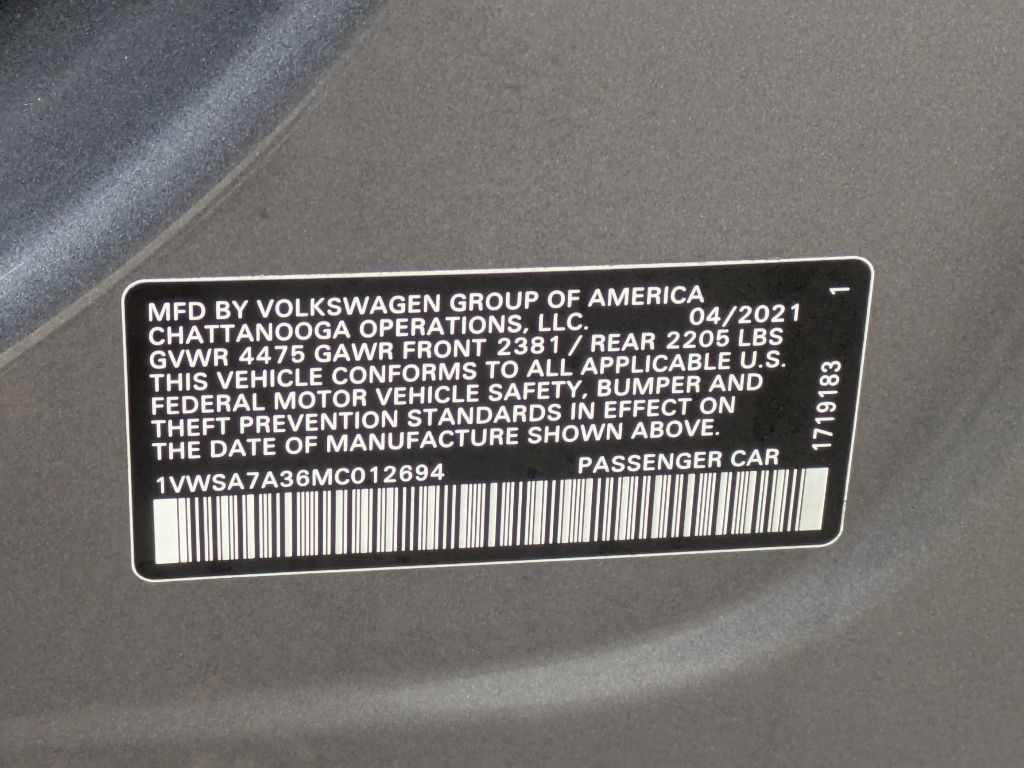 MFD BY VOLKSWAGEN GROUP OF AMERICA
CHATTANOOGA OPERATIONS, LLC. 04/2021
GVWR 4475 GAWR FRONT 2381 / REAR 2205 LBS
THIS VEHICLE CONFORMS TO ALL APPLICABLE U.S.
FEDERAL MOTOR VEHICLE SAFETY, BUMPER AND
THEFT PREVENTION STANDARDS IN EFFECT ON
THE DATE OF MANUFACTURE SHOWN ABOVE.
1VWSA7A36MC012694 PASSENGER CAR
1719183 1